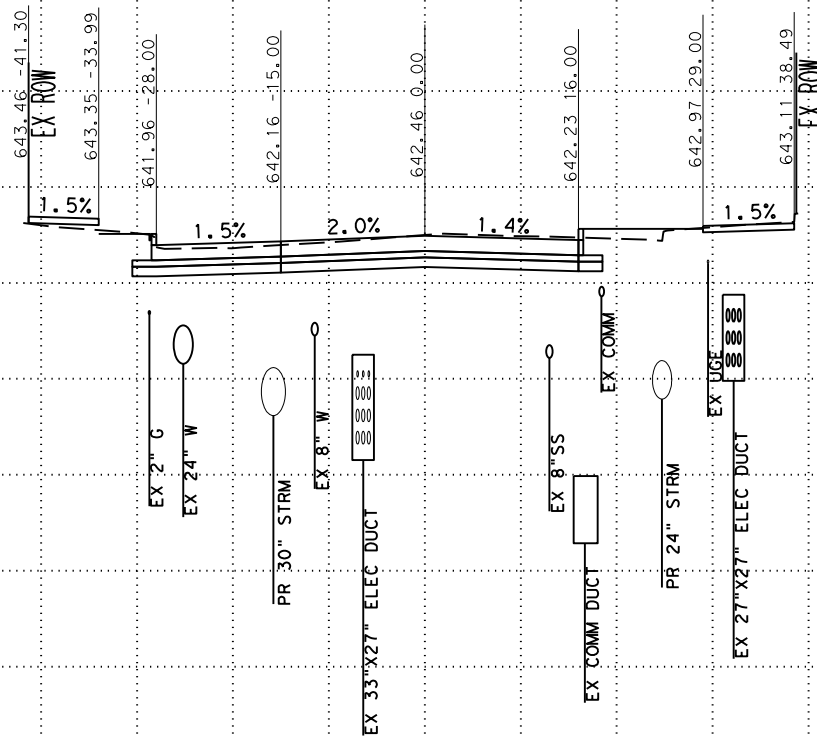 643.46 -41.30
EX ROW
643.35 -33.99
641.96 -28.00
642.16 -15.00
642.46 0.00
642.23 16.00
642.97 29.00
643.11 38.49
EX ROW
1.5%
1.5%
2.0%
1.4%
1.5%
EX 2" G
EX 24" W
PR 30" STRM
EX 8" W
EX 33"X27" ELEC DUCT
EX 8"SS
EX COMM
EX COMM DUCT
PR 24" STRM
EX UGE
EX 27"X27" ELEC DUCT